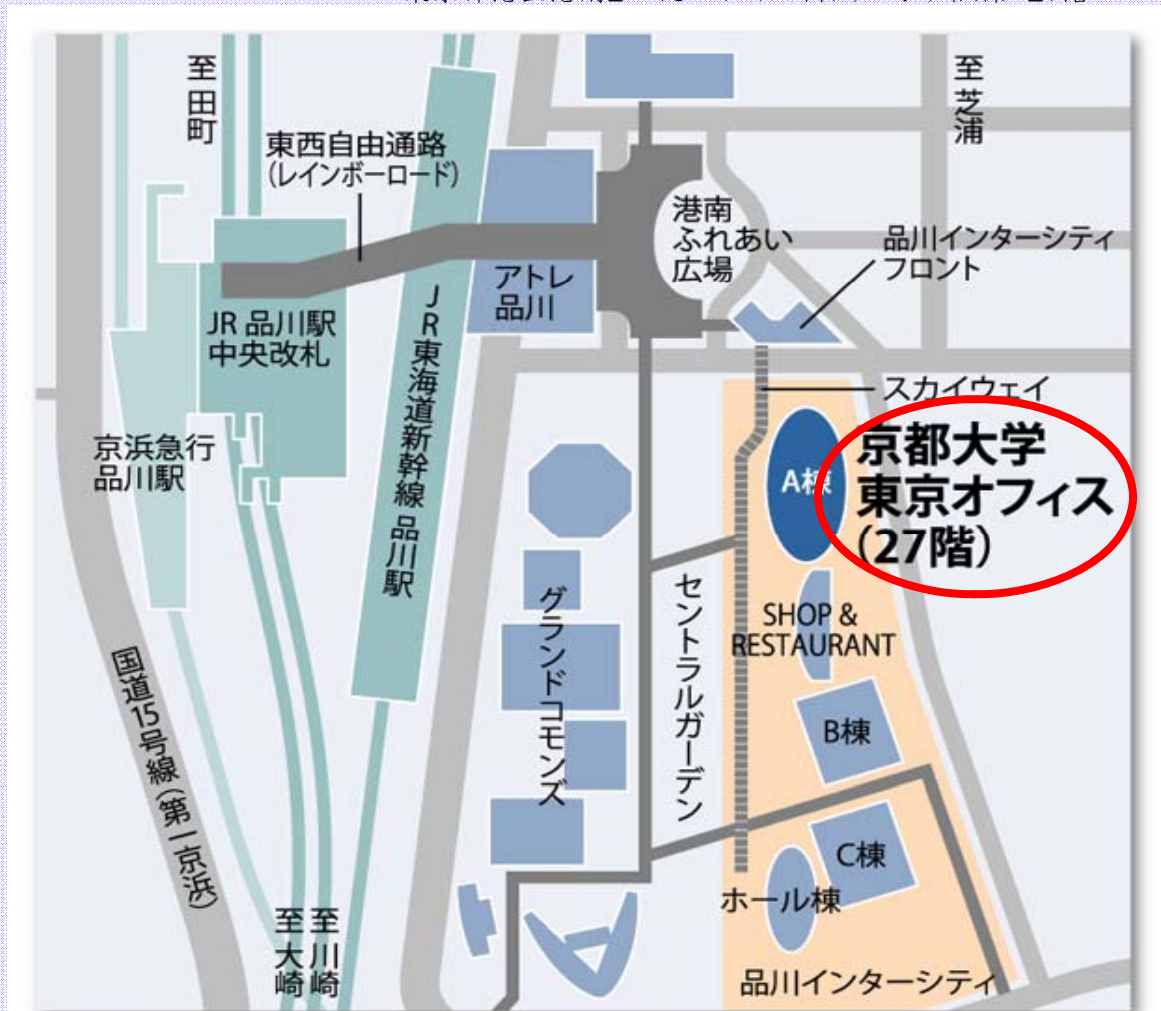 至田町
東西自由通路
（レインボーロード）
至芝浦
港南
ふれあい
広場
品川インターシティ
フロント
アトレ
品川
JR 品川駅
中央改札
JR東海道新幹線 品川駅
スカイウェイ
京浜急行
品川駅
京都大学
東京オフィス
（27階）
A棟
グランドコモンズ
セントラルガーデン
SHOP &
RESTAURANT
国道15号線（第一京浜）
B棟
C棟
ホール棟
至大崎
至川崎
品川インターシティ